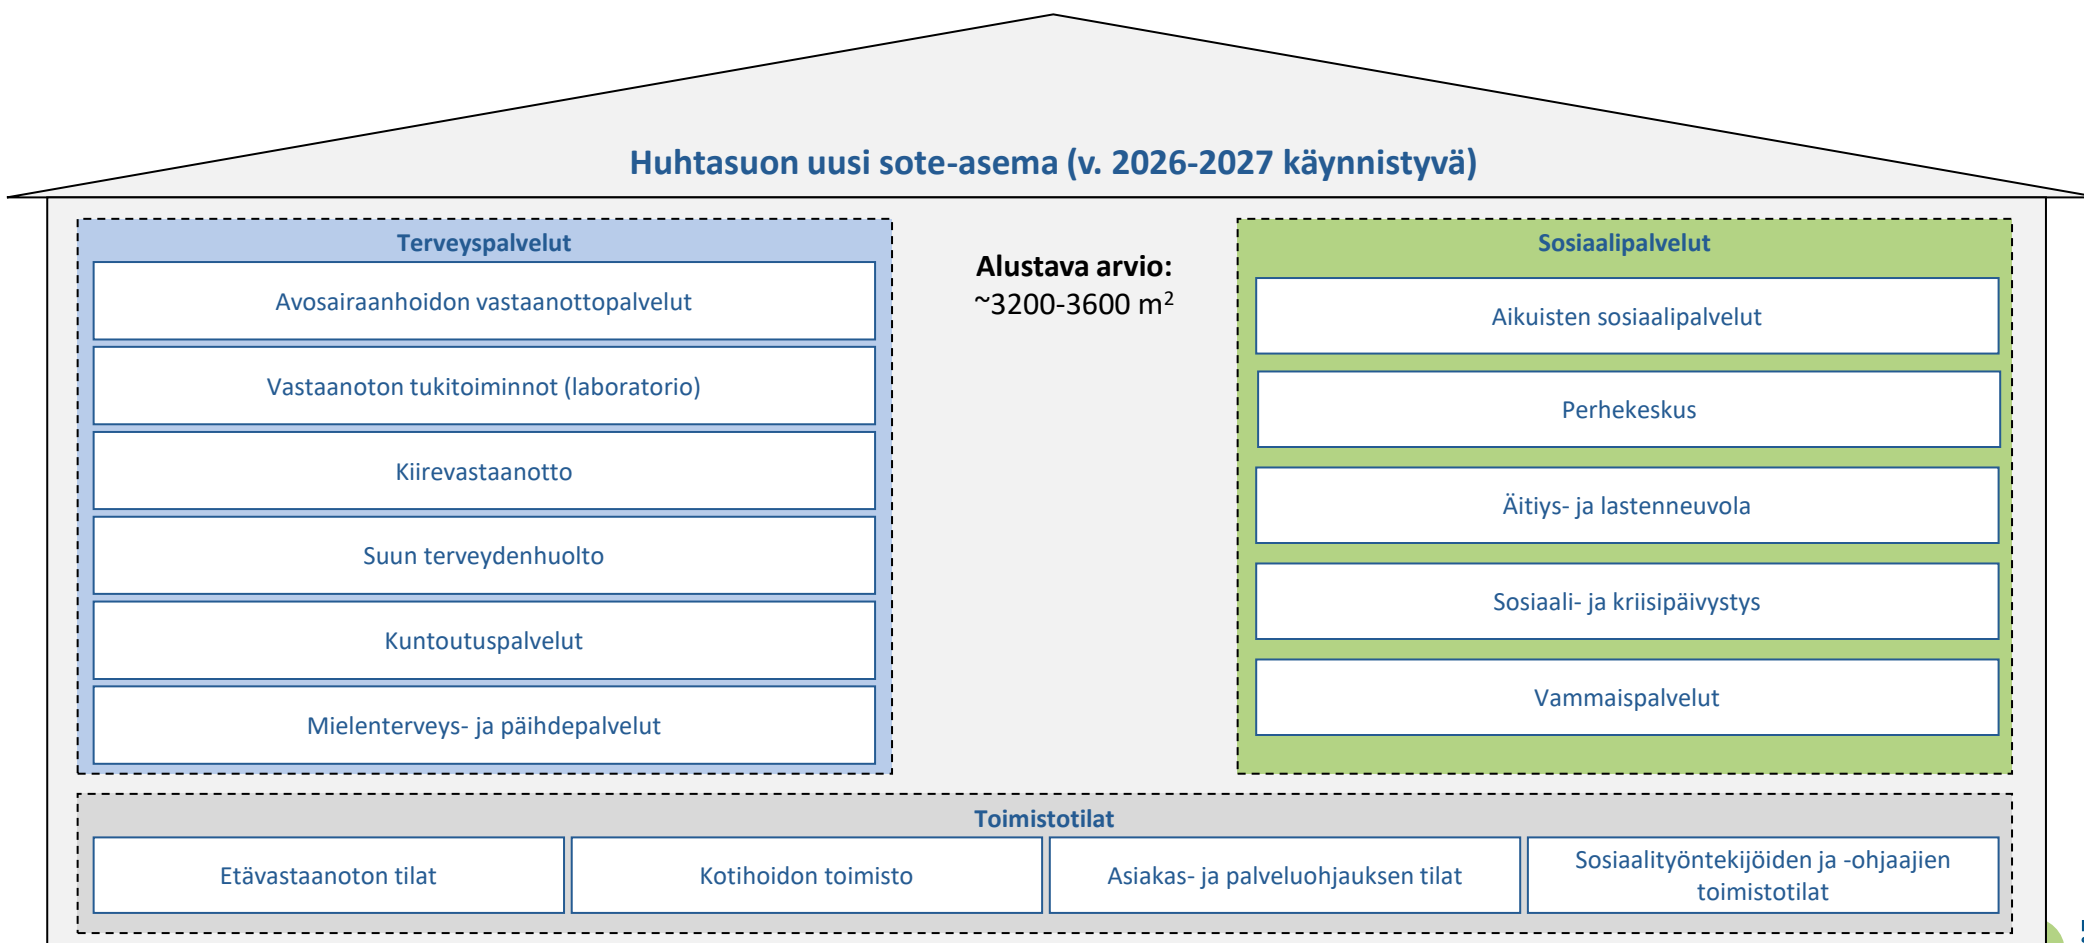 Huhtasuon uusi sote-asema (v. 2026-2027 käynnistyvä)
Terveyspalvelut
Avosairaanhoidon vastaanottopalvelut
Vastaanoton tukitoiminnot (laboratorio)
Kiirevastaanotto
Suun terveydenhuolto
Kuntoutuspalvelut
Mielenterveys- ja päihdepalvelut
Alustava arvio:
~3200-3600 m²
Sosiaalipalvelut
Aikuisten sosiaalipalvelut
Perhekeskus
Äitiys- ja lastenneuvola
Sosiaali- ja kriisipäivystys
Vammaispalvelut
Toimistotilat
Etävastaanoton tilat
Kotihoidon toimisto
Asiakas- ja palveluohjauksen tilat
Sosiaalityöntekijöiden ja -ohjaajien
toimistotilat